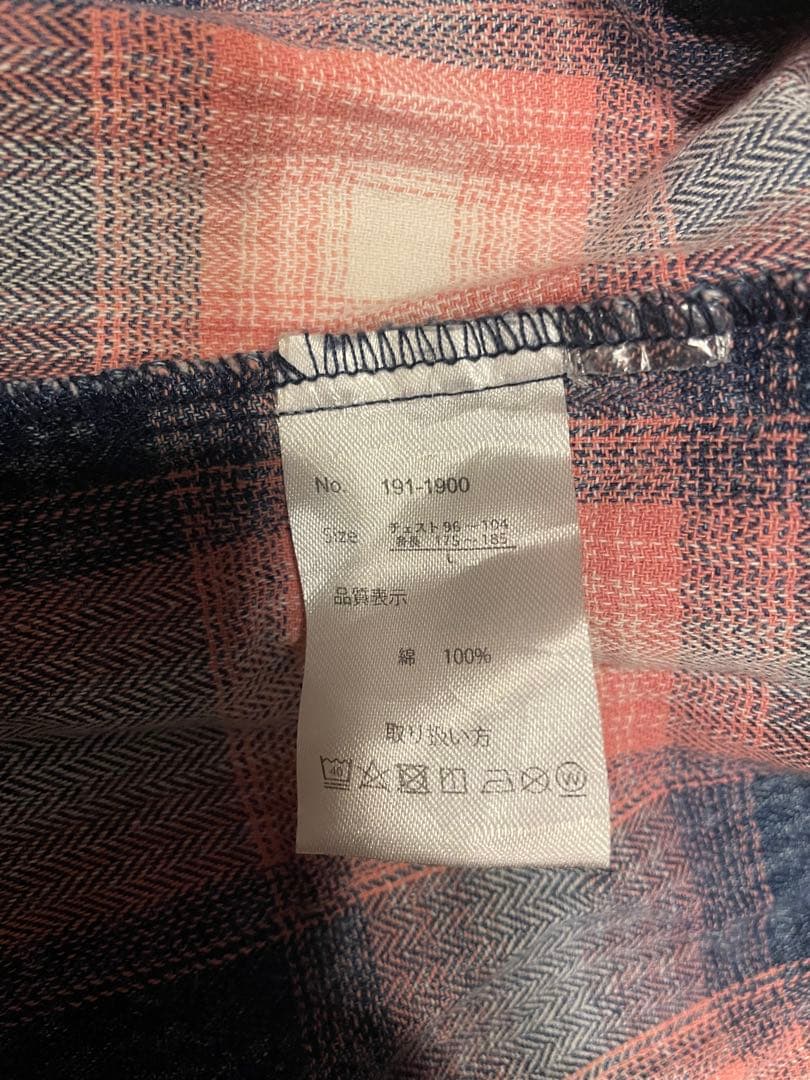 No. 191-1900
Size チェスト96〜104
身長 175〜185
L
品質表示
綿 100%
取り扱い方
40
W